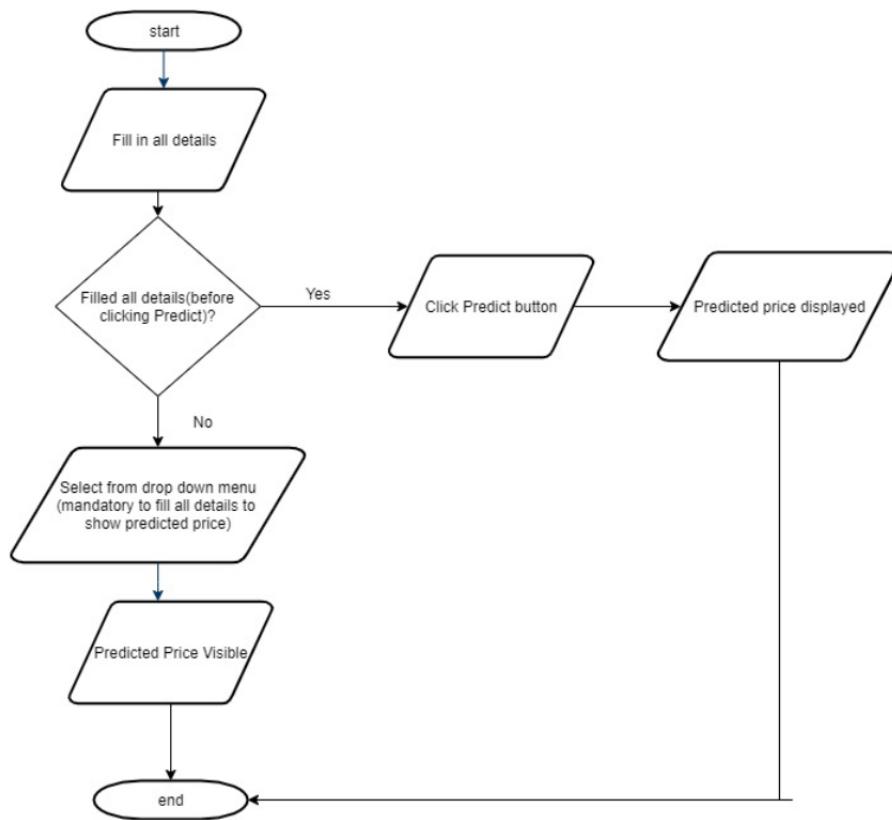 start
Fill in all details
Filled all details(before
clicking Predict)?
Yes
Click Predict button
Predicted price displayed
No
Select from drop down menu
(mandatory to fill all details to
show predicted price)
Predicted Price Visible
end